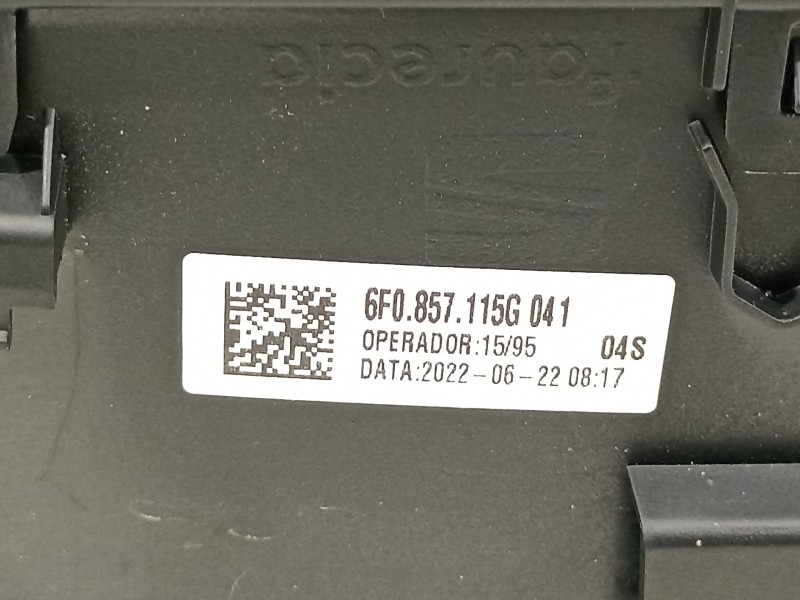 faurecia
6F0.857.115G 041
OPERADOR:15/95 04S
DATA:2022-06-22 08:17